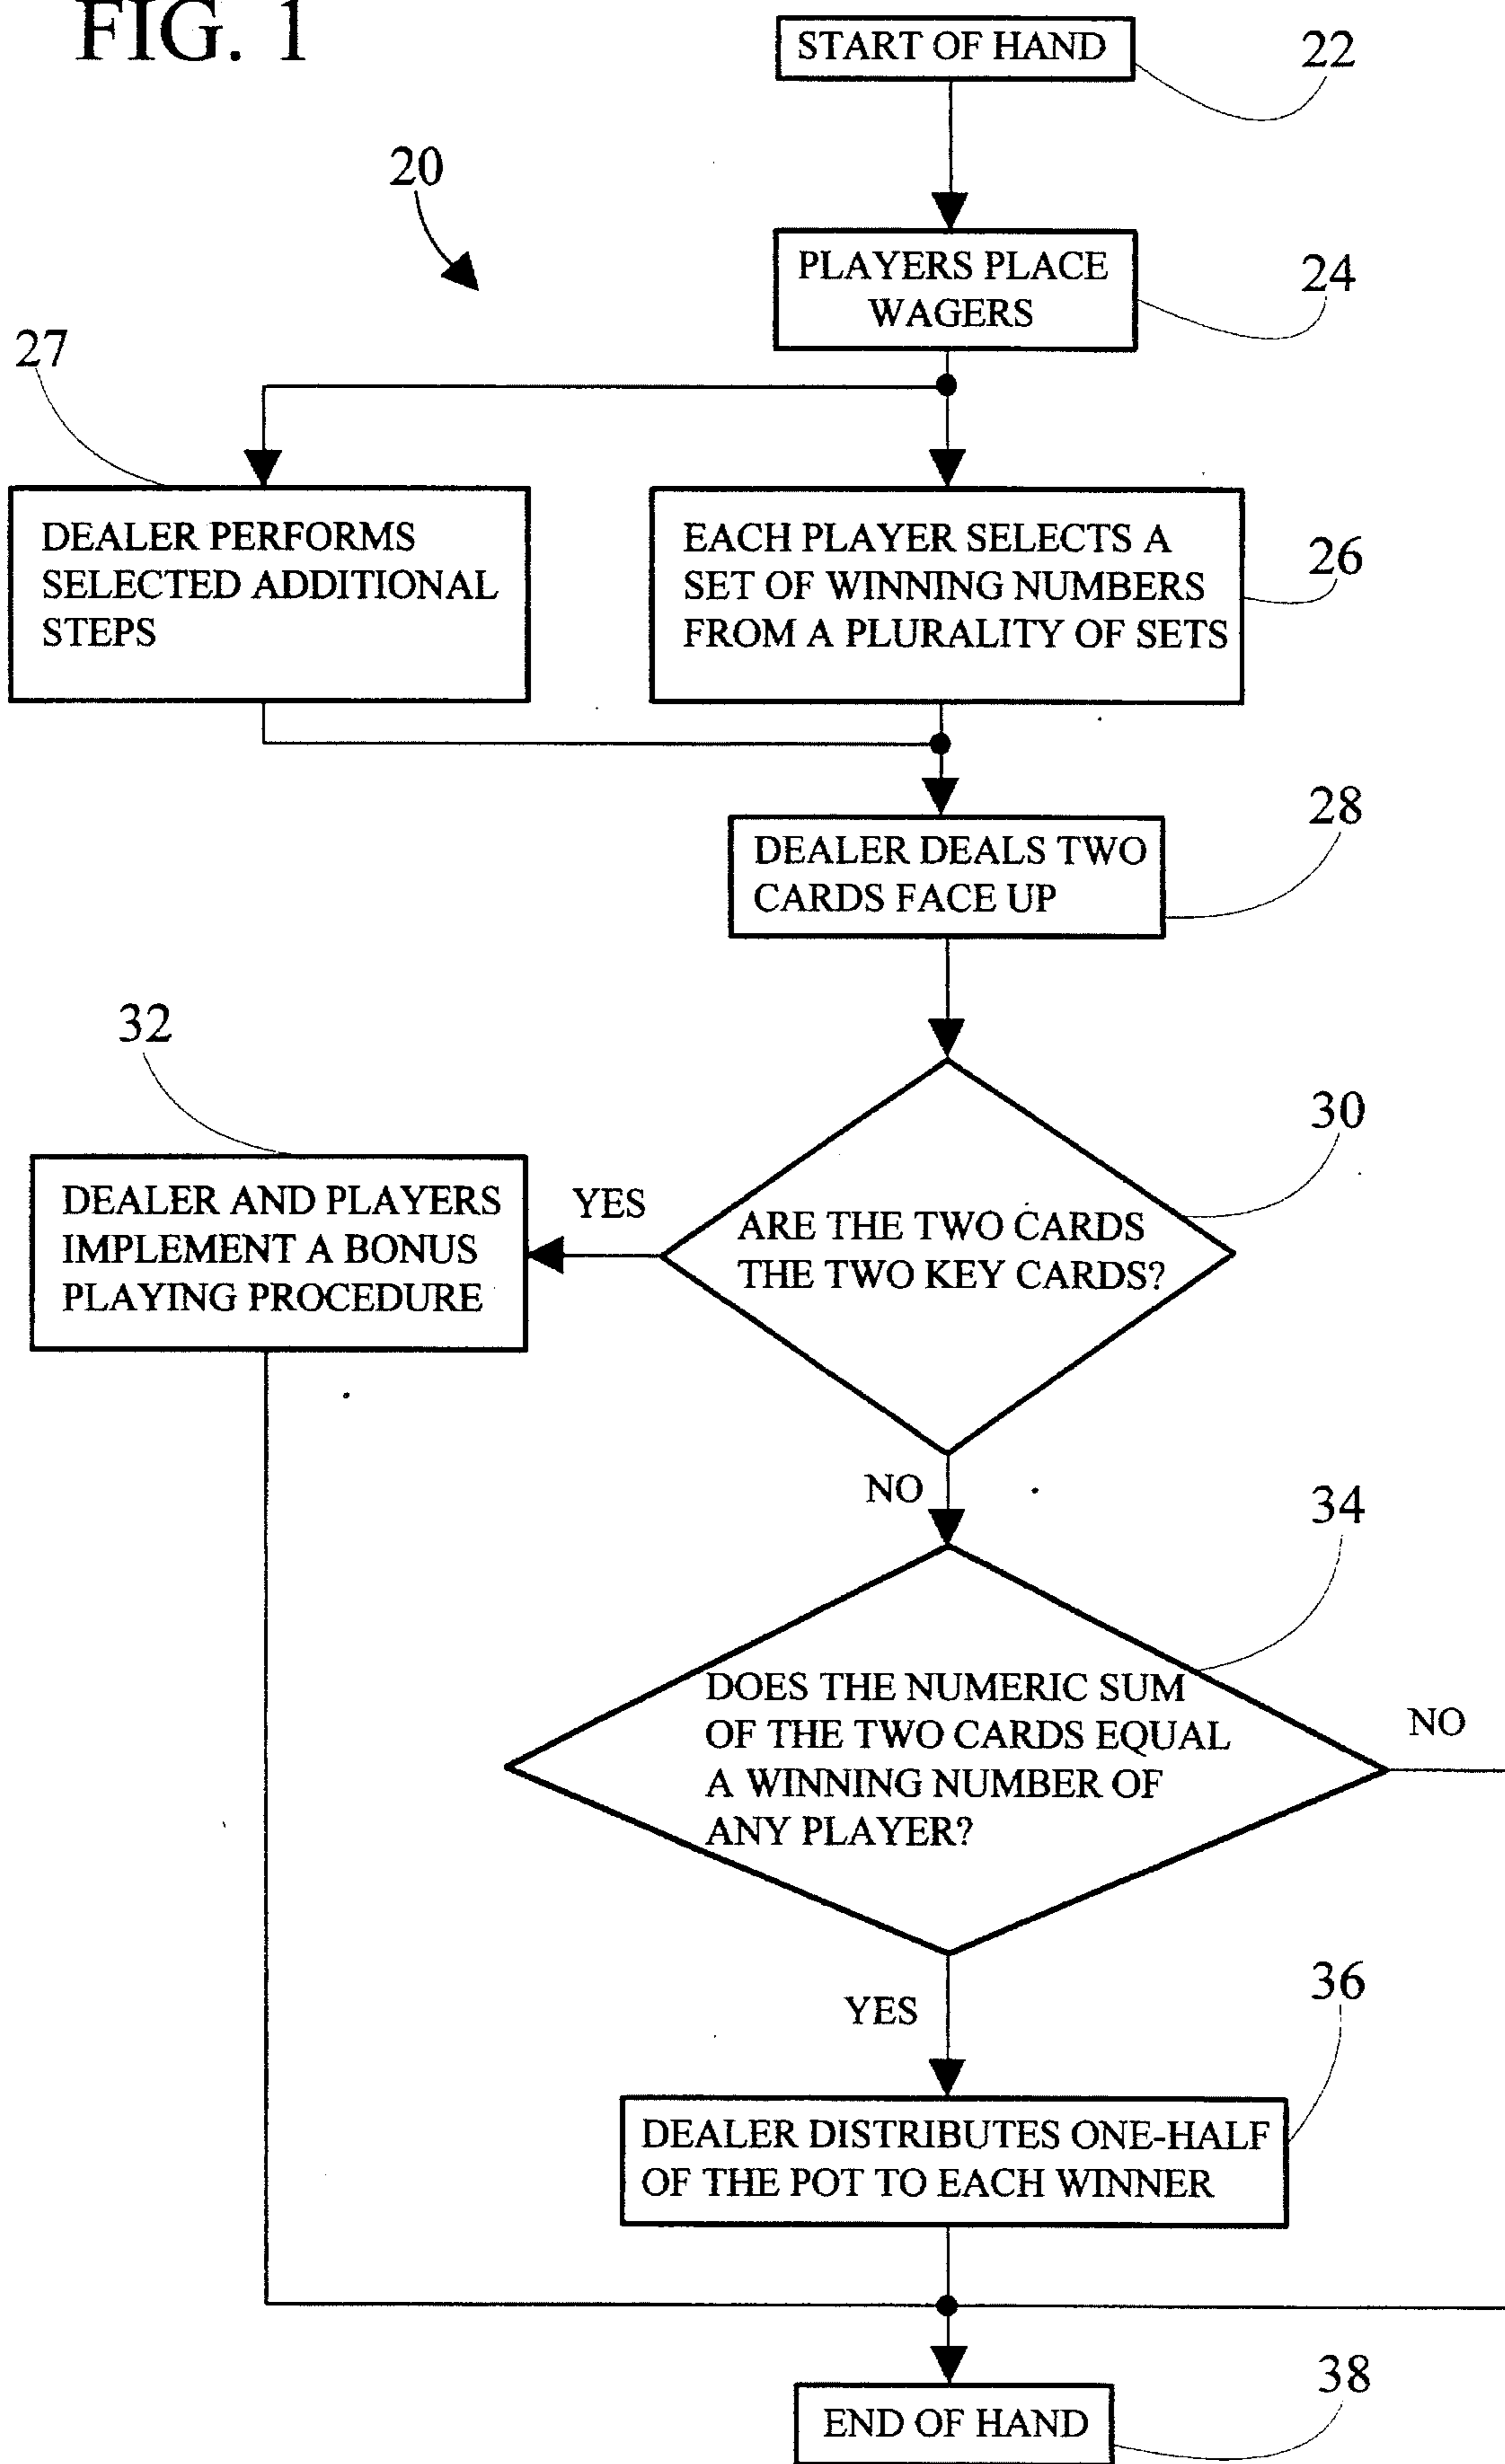 FIG. 1
START OF HAND
22
20
PLAYERS PLACE
WAGERS
24
27
DEALER PERFORMS
SELECTED ADDITIONAL
STEPS
EACH PLAYER SELECTS A
SET OF WINNING NUMBERS
FROM A PLURALITY OF SETS
26
DEALER DEALS TWO
CARDS FACE UP
28
32
DEALER AND PLAYERS
IMPLEMENT A BONUS
PLAYING PROCEDURE
YES
ARE THE TWO CARDS
THE TWO KEY CARDS?
30
NO
34
DOES THE NUMERIC SUM
OF THE TWO CARDS EQUAL
A WINNING NUMBER OF
ANY PLAYER?
NO
YES
36
DEALER DISTRIBUTES ONE-HALF
OF THE POT TO EACH WINNER
END OF HAND
38